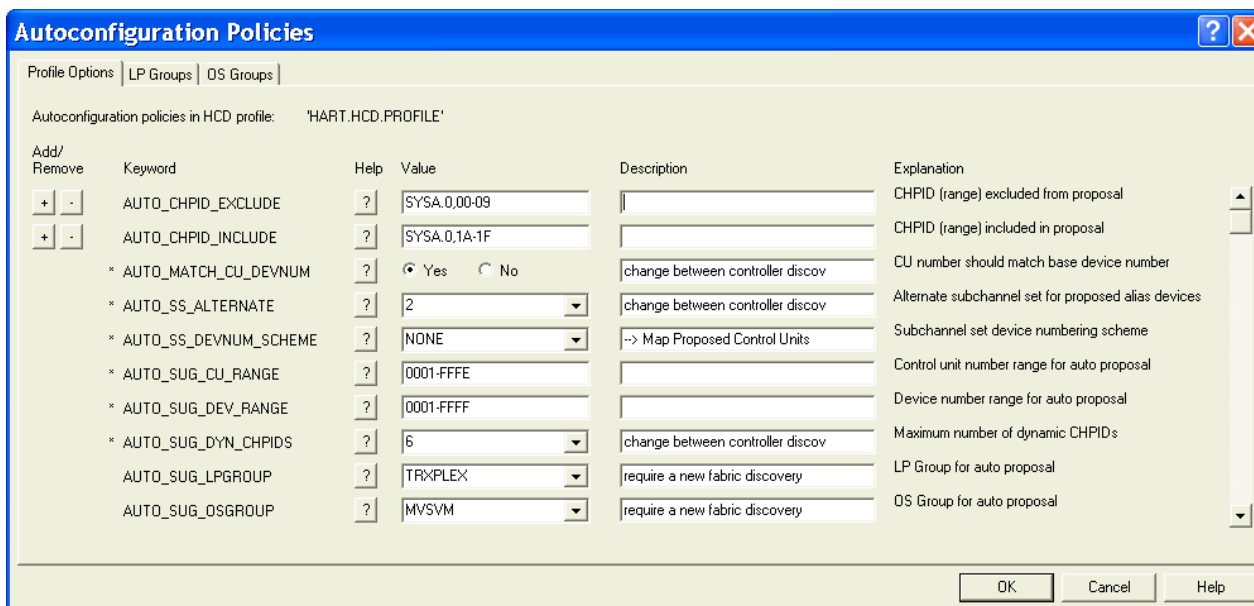 Autoconfiguration Policies
Profile Options LP Groups OS Groups
Autoconfiguration policies in HCD profile: 'HART.HCD.PROFILE'
Add/
Remove Keyword Help Value Description Explanation
+ - AUTO_CHPID_EXCLUDE ? SYSA.0,00-09 CHPID (range) excluded from proposal
+ - AUTO_CHPID_INCLUDE ? SYSA.0,1A-1F CHPID (range) included in proposal
* AUTO_MATCH_CU_DEVNUM ? Yes No change between controller discov CU number should match base device number
* AUTO_SS_ALTERNATE ? 2 change between controller discov Alternate subchannel set for proposed alias devices
* AUTO_SS_DEVNUM_SCHEME ? NONE --> Map Proposed Control Units Subchannel set device numbering scheme
* AUTO_SUG_CU_RANGE ? 0001-FFFE Control unit number range for auto proposal
* AUTO_SUG_DEV_RANGE ? 0001-FFFF Device number range for auto proposal
* AUTO_SUG_DYN_CHPIDS ? 6 change between controller discov Maximum number of dynamic CHPIDs
AUTO_SUG_LPGROUP ? TRXPLEX require a new fabric discovery LP Group for auto proposal
AUTO_SUG_OSGROUP ? MVSVM require a new fabric discovery OS Group for auto proposal
OK Cancel Help